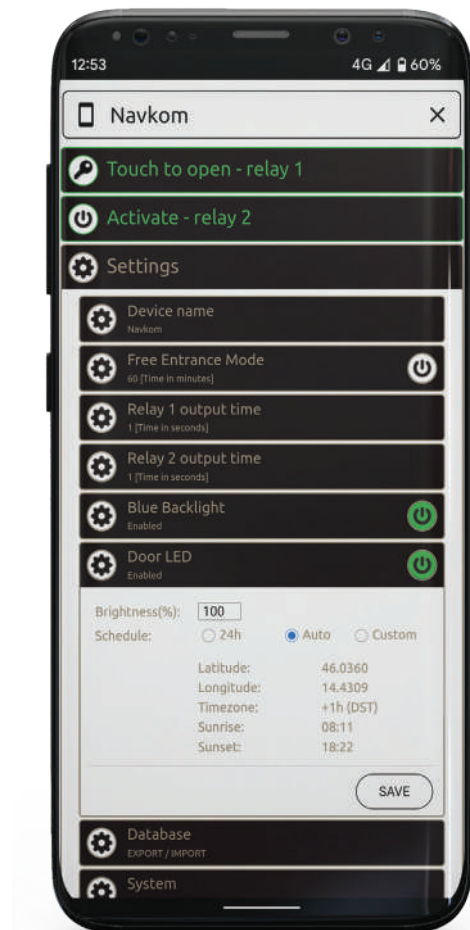 12:53 4G 60%
Navkom ×
Touch to open - relay 1
Activate - relay 2
Settings
Device name
Navkom
Free Entrance Mode
60 [Time in minutes]
Relay 1 output time
1 [Time in seconds]
Relay 2 output time
1 [Time in seconds]
Blue Backlight
Enabled
Door LED
Enabled
Brightness(%): 100
Schedule: 24h Auto Custom
Latitude: 46.0360
Longitude: 14.4309
Timezone: +1h (DST)
Sunrise: 08:11
Sunset: 18:22
SAVE
Database
EXPORT / IMPORT
System